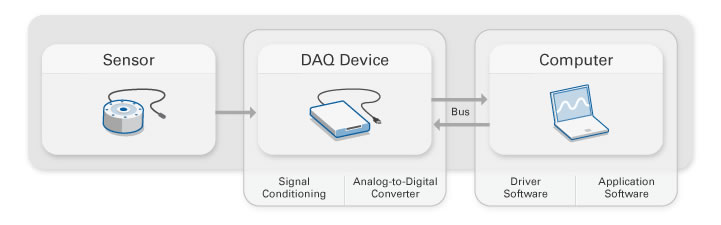 Sensor
DAQ Device
Computer
Bus
Signal
Conditioning
Analog-to-Digital
Converter
Driver
Software
Application
Software